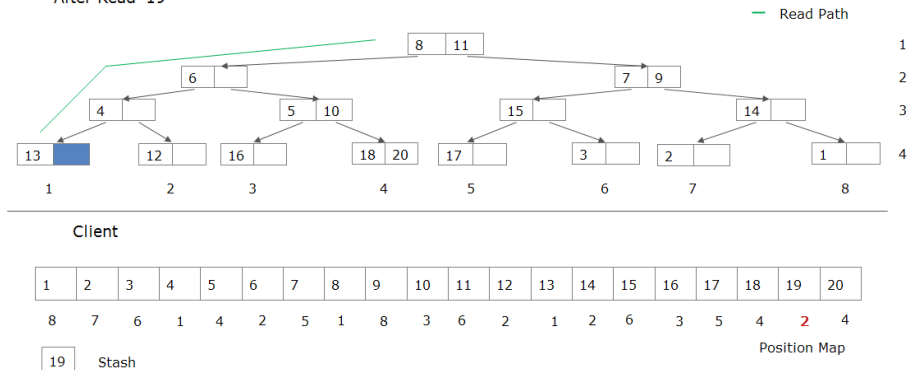 After Read 19
Read Path
8 11 1
6 7 9 2
4 5 10 15 14 3
13 12 16 18 20 17 3 2 1 4
1 2 3 4 5 6 7 8
Client
1 2 3 4 5 6 7 8 9 10 11 12 13 14 15 16 17 18 19 20
8 7 6 1 4 2 5 1 8 3 6 2 1 2 6 3 5 4 2 4
Position Map
19 Stash